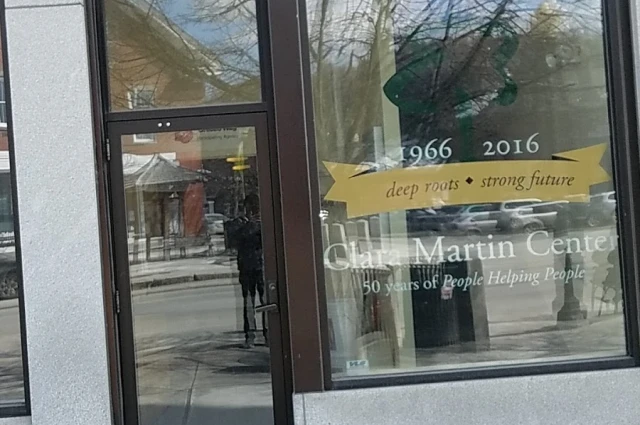 1966 2016
deep roots • strong future
Clara Martin Center
50 years of People Helping People